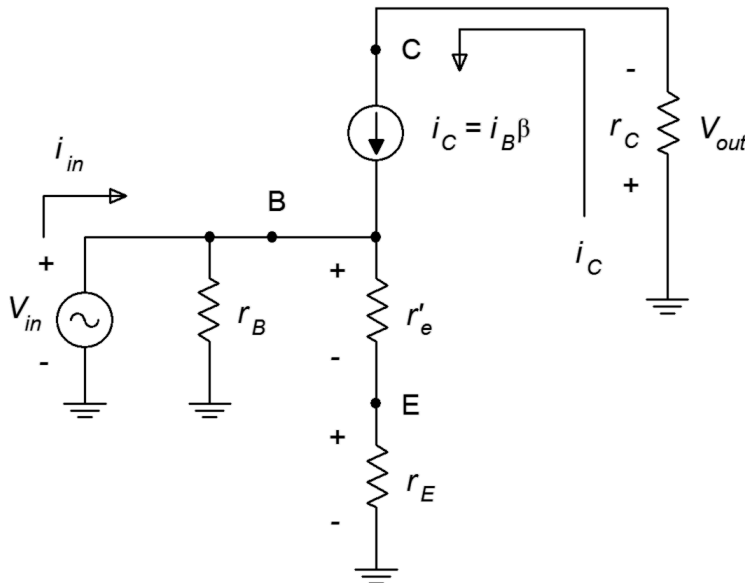 C
-
i_C = i_Bβ
r_C
V_out
+
i_in
B
+
V_in
-
r_B
+
r'_e
-
i_C
E
+
r_E
-